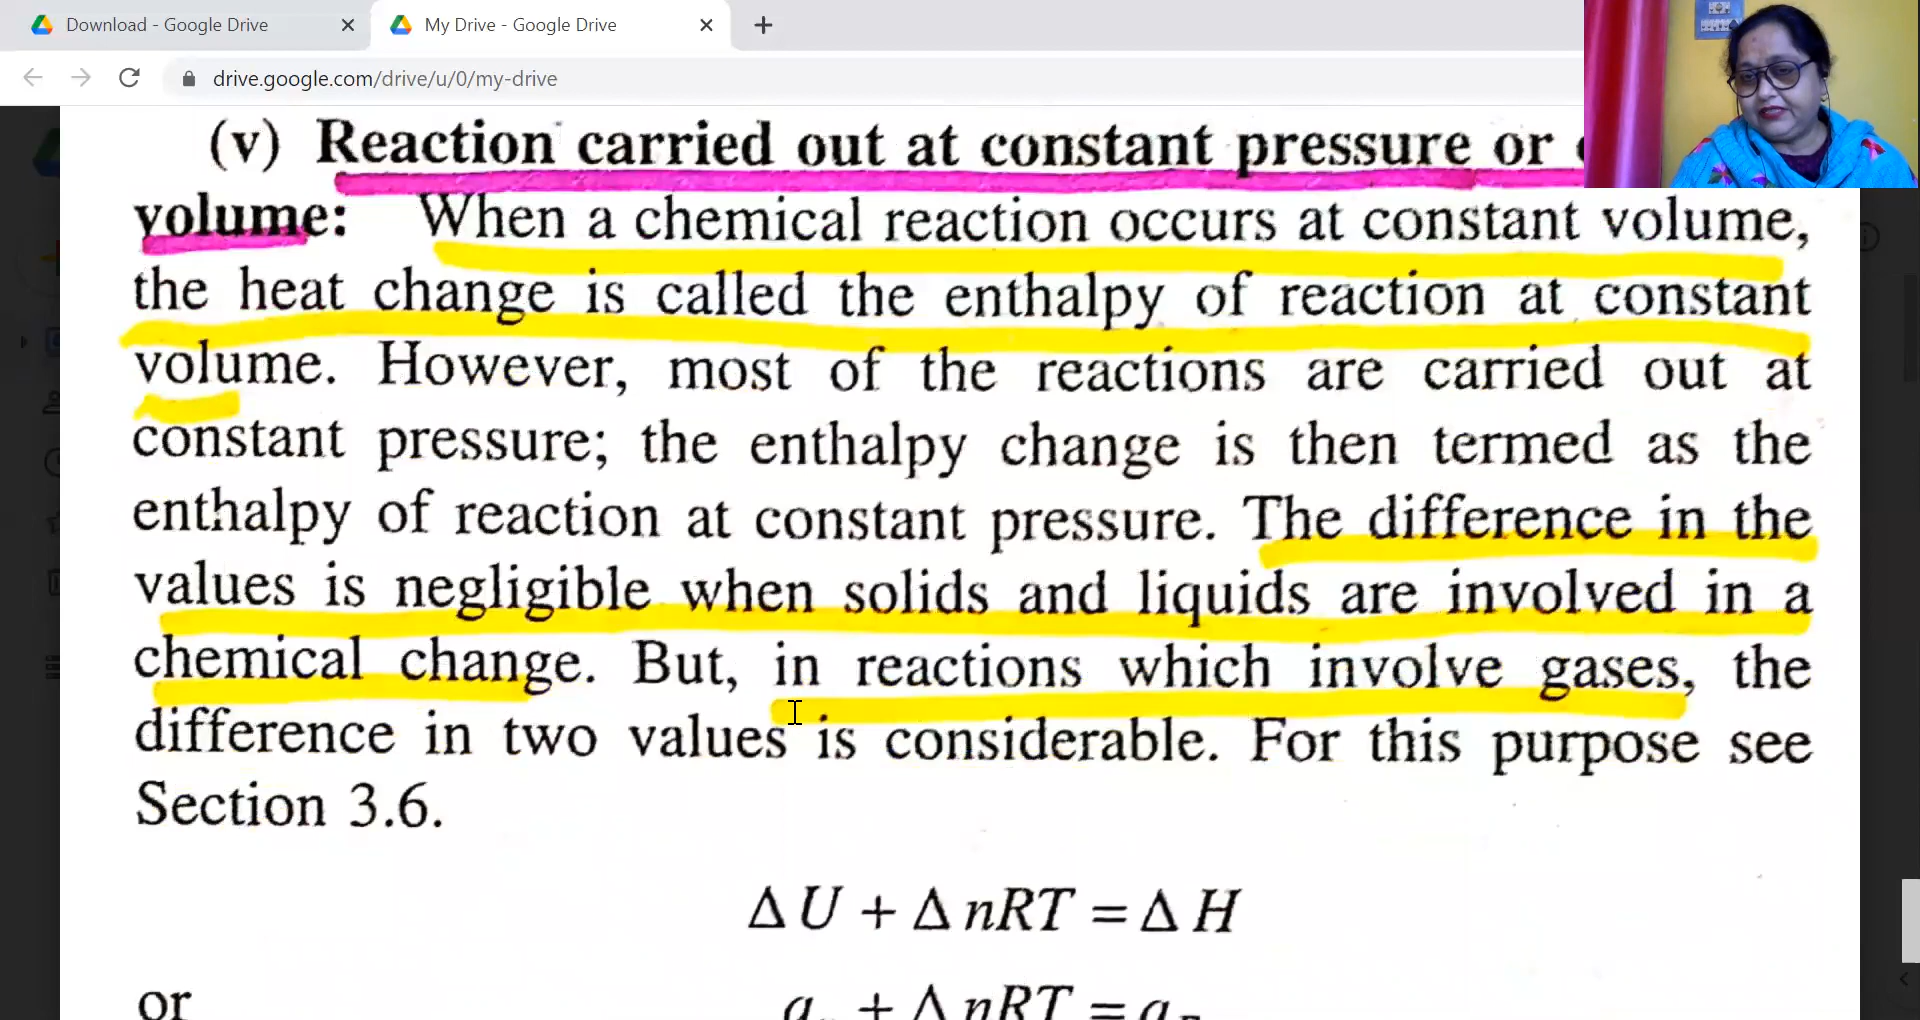 Download - Google Drive
My Drive - Google Drive
drive.google.com/drive/u/0/my-drive
(v) Reaction carried out at constant pressure or
volume: When a chemical reaction occurs at constant volume,
the heat change is called the enthalpy of reaction at constant
volume. However, most of the reactions are carried out at
constant pressure; the enthalpy change is then termed as the
enthalpy of reaction at constant pressure. The difference in the
values is negligible when solids and liquids are involved in a
chemical change. But, in reactions which involve gases, the
difference in two values is considerable. For this purpose see
Section 3.6.
Δ U + Δ nRT = Δ H
or
+ Δ nRT =